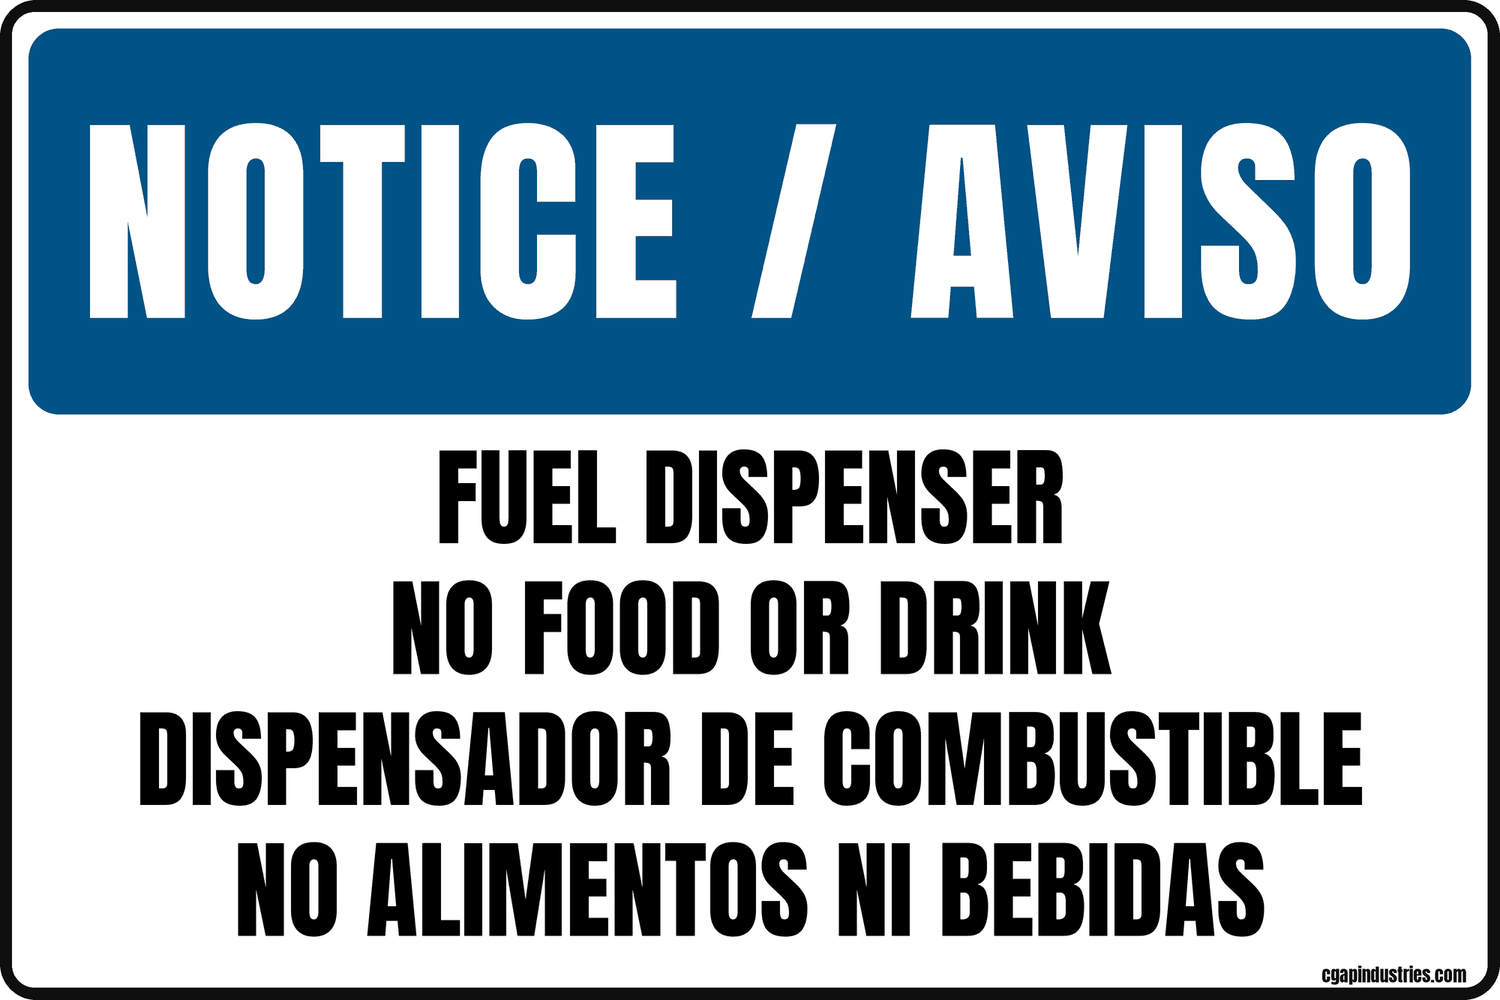 NOTICE / AVISO
FUEL DISPENSER
NO FOOD OR DRINK
DISPENSADOR DE COMBUSTIBLE
NO ALIMENTOS NI BEBIDAS
cgapindustries.com